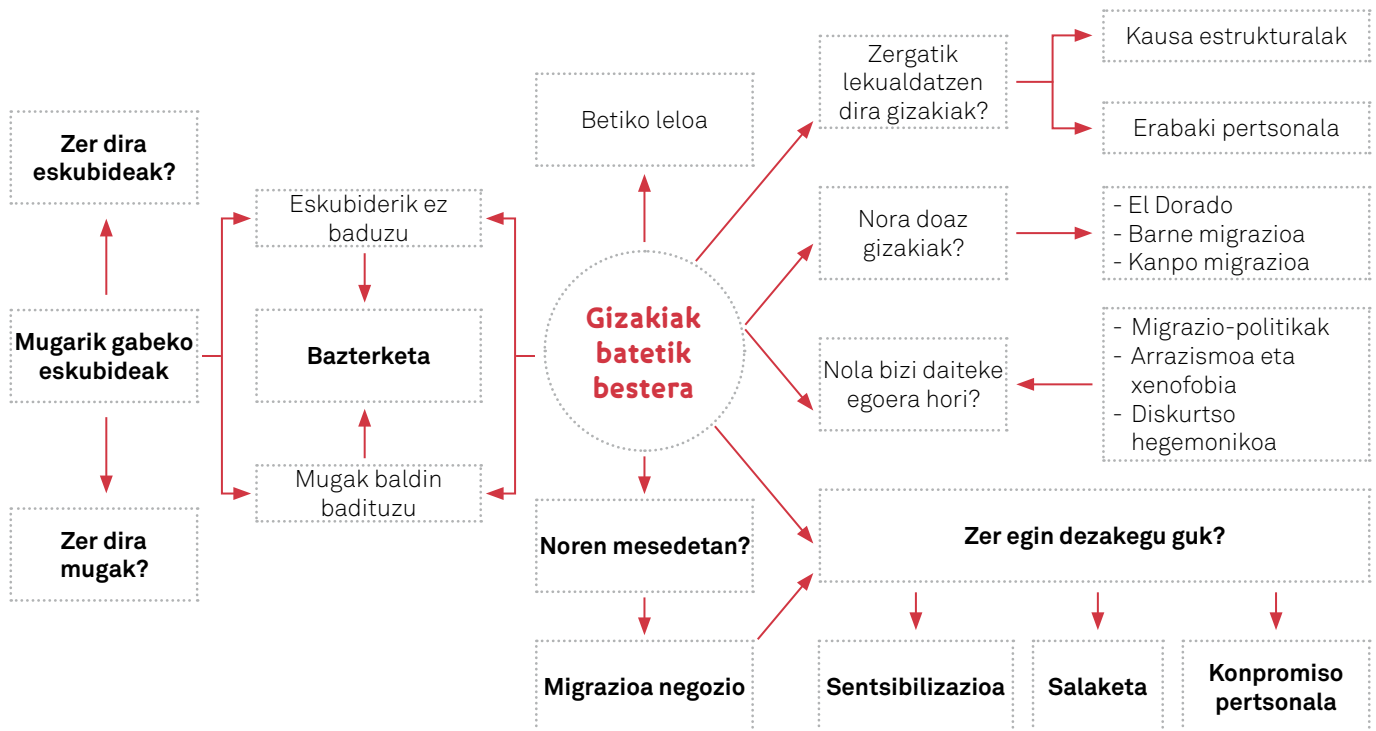 Zer dira
eskubideak?
Mugarik gabeko
eskubideak
Zer dira
mugak?
Eskubiderik ez
baduzu
Bazterketa
Mugak baldin
badituzu
Betiko leloa
Gizakiak
batetik
bestera
Noren mesedetan?
Migrazioa negozio
Zergatik
lekualdatzen
dira gizakiak?
Kausa estrukturalak
Erabaki pertsonala
Nora doaz
gizakiak?
- El Dorado
- Barne migrazioa
- Kanpo migrazioa
Nola bizi daiteke
egoera hori?
- Migrazio-politikak
- Arrazismoa eta
xenofobia
- Diskurtso
hegemonikoa
Zer egin dezakegu guk?
Sentsibilizazioa
Salaketa
Konpromiso
pertsonala